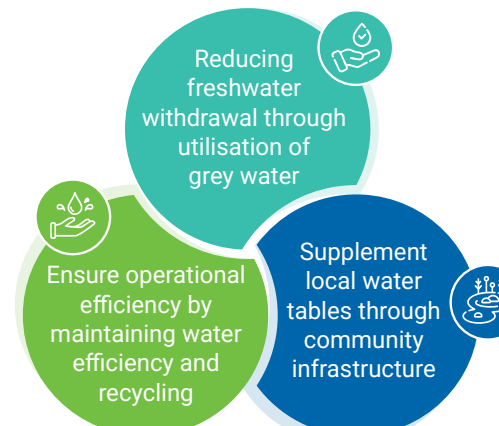 Reducing
freshwater
withdrawal through
utilisation of
grey water
Ensure operational
efficiency by
maintaining water
efficiency and
recycling
Supplement
local water
tables through
community
infrastructure